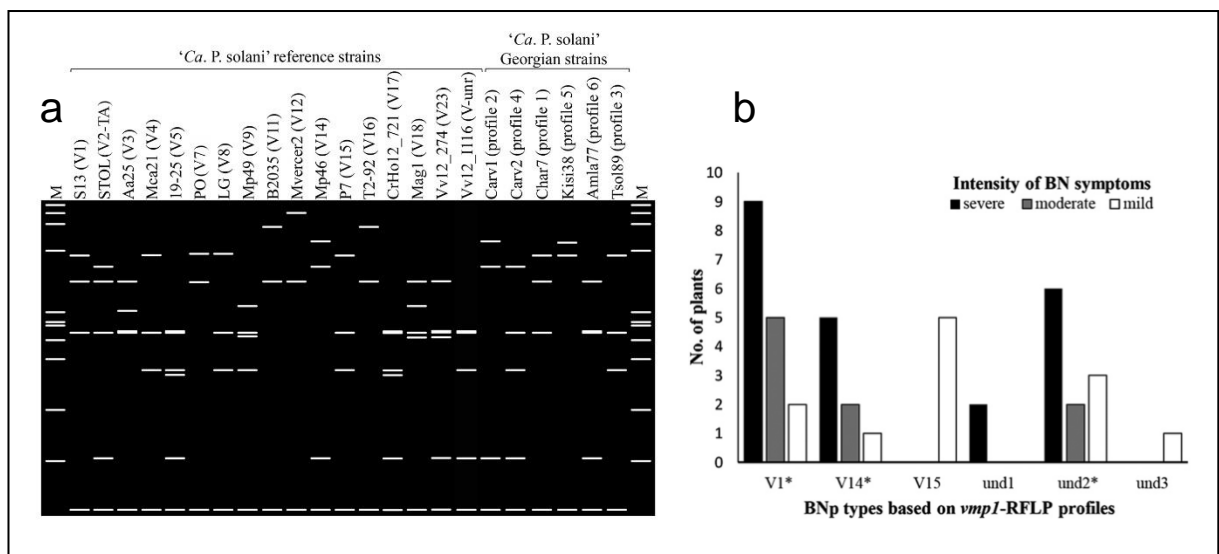 a
'Ca. P. solani' reference strains
'Ca. P. solani'
Georgian strains
M
S13 (V1)
STOL (V2-TA)
Aa25 (V3)
Mca21 (V4)
19-25 (V5)
PO (V7)
LG (V8)
Mp49 (V9)
B2035 (V11)
Mvercer2 (V12)
Mp46 (V14)
P7 (V15)
T2-92 (V16)
CrHo12_721 (V17)
Mag1 (V18)
Vv12_274 (V23)
Vv12_1116 (V-unr)
Carv1 (profile 2)
Carv2 (profile 4)
Char7 (profile 1)
Kisi38 (profile 5)
Amla77 (profile 6)
Tsol89 (profile 3)
M
b
Intensity of BN symptoms
severe moderate mild
No. of plants
10
9
8
7
6
5
4
3
2
1
0
V1* V14* V15 und1 und2* und3
BNp types based on vmp1-RFLP profiles